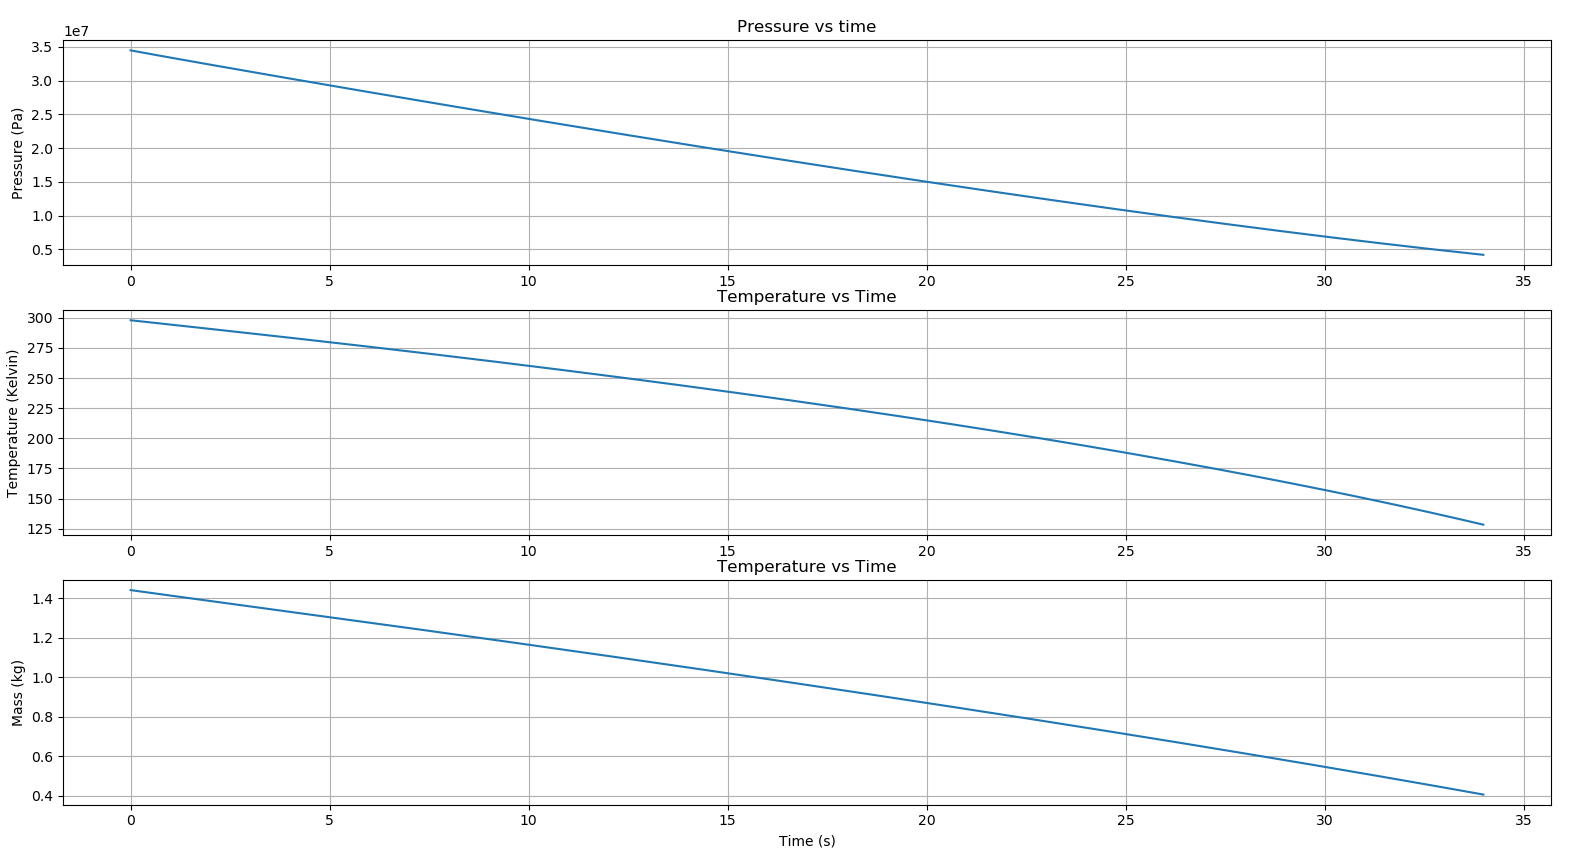 Pressure vs time
1e7
Pressure (Pa)
3.5
3.0
2.5
2.0
1.5
1.0
0.5
0 5 10 15 20 25 30 35
Temperature vs Time
Temperature (Kelvin)
300
275
250
225
200
175
150
125
0 5 10 15 20 25 30 35
Temperature vs Time
Mass (kg)
1.4
1.2
1.0
0.8
0.6
0.4
0 5 10 15 20 25 30 35
Time (s)